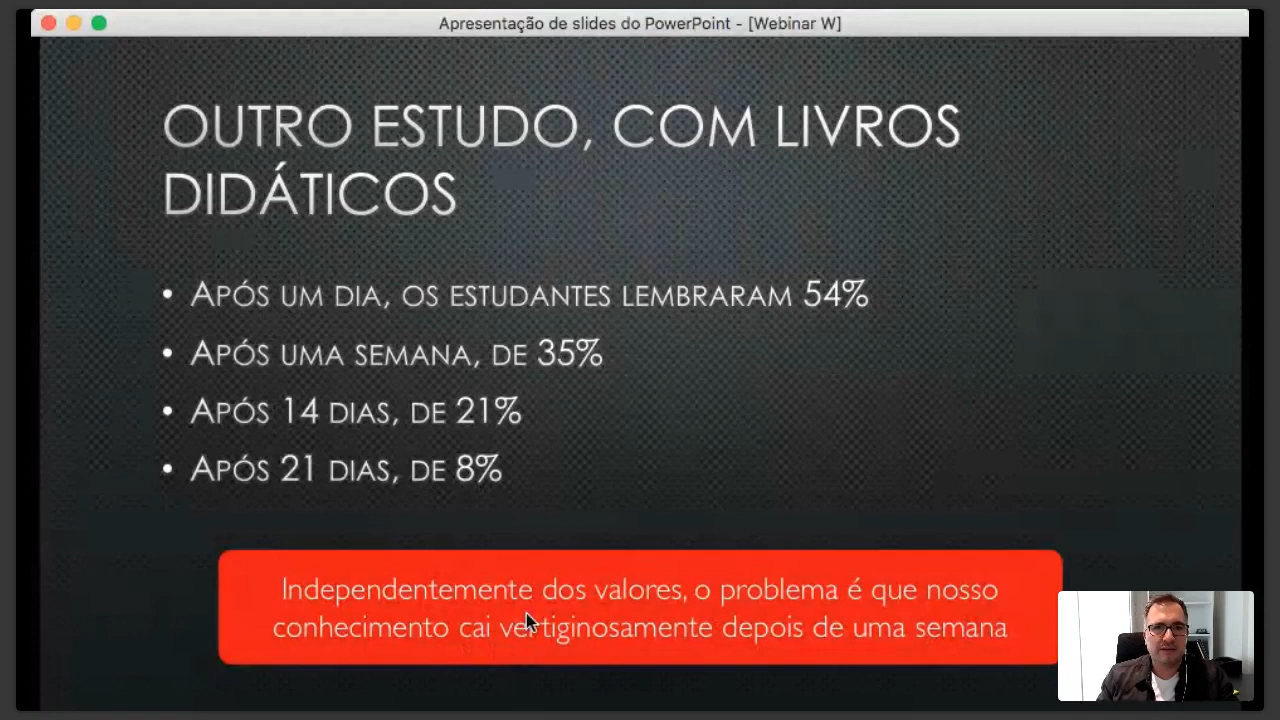 Apresentação de slides do PowerPoint - [Webinar W]
OUTRO ESTUDO, COM LIVROS
DIDÁTICOS
• APÓS UM DIA, OS ESTUDANTES LEMBRARAM 54%
• APÓS UMA SEMANA, DE 35%
• APÓS 14 DIAS, DE 21%
• APÓS 21 DIAS, DE 8%
Independentemente dos valores, o problema é que nosso
conhecimento cai vertiginosamente depois de uma semana